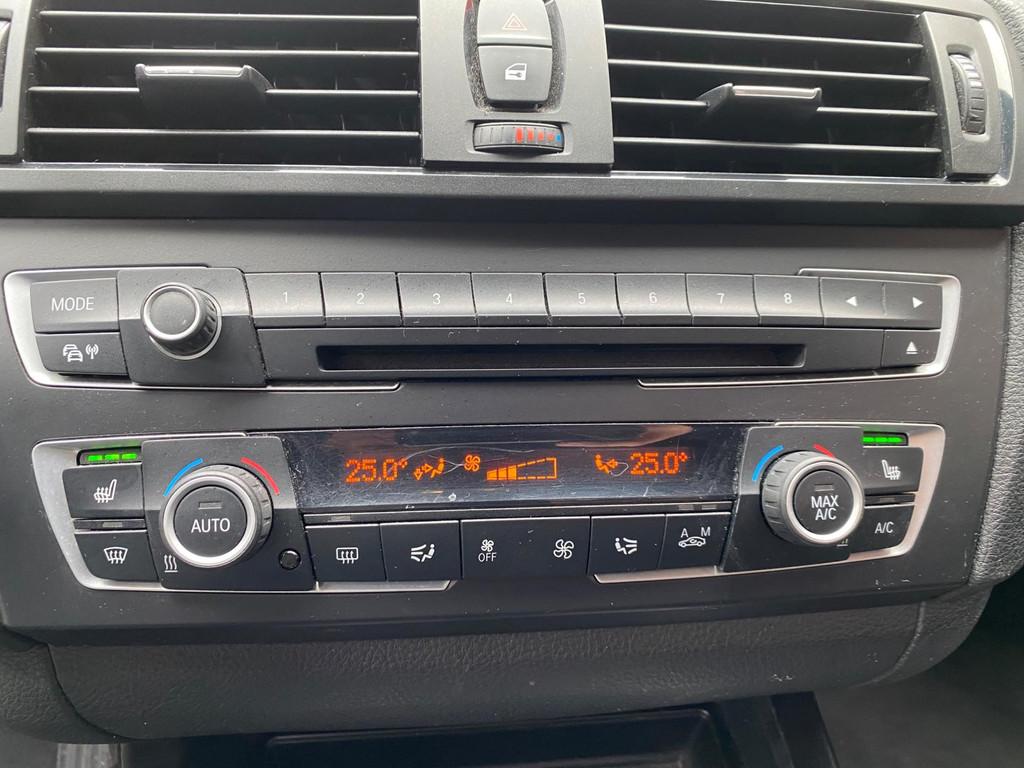 MODE 1 2 3 4 5 6 7 8
25.0° 25.0°
AUTO MAX
A/C
A/C
OFF A M